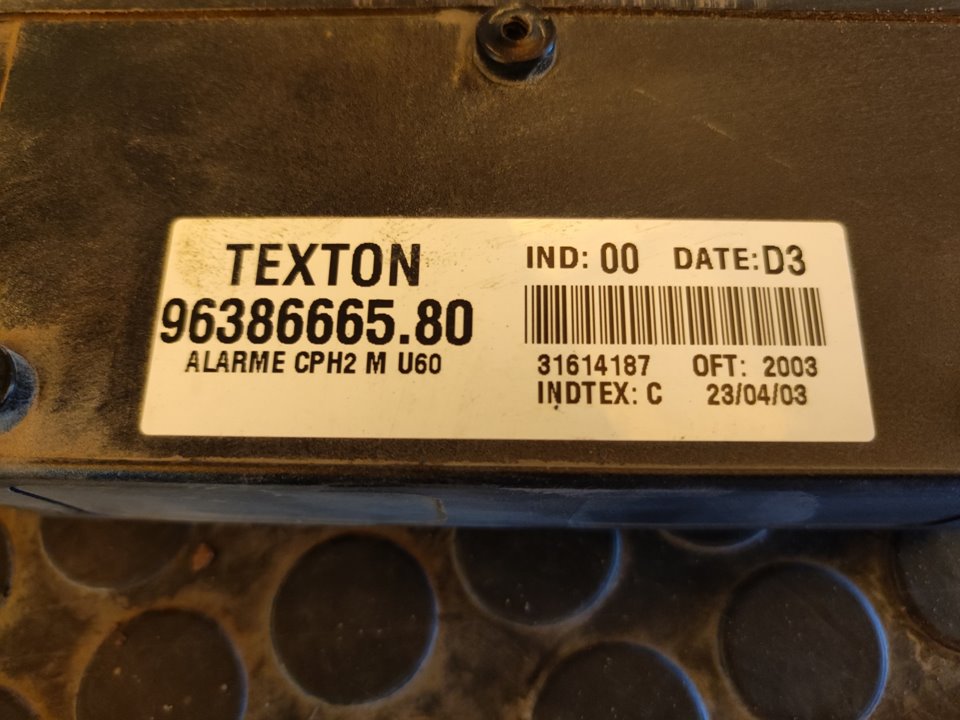 TEXTON
96386665.80
ALARME CPH2 M U60
IND: 00 DATE: D3
31614187 OFT: 2003
INDTEX: C 23/04/03